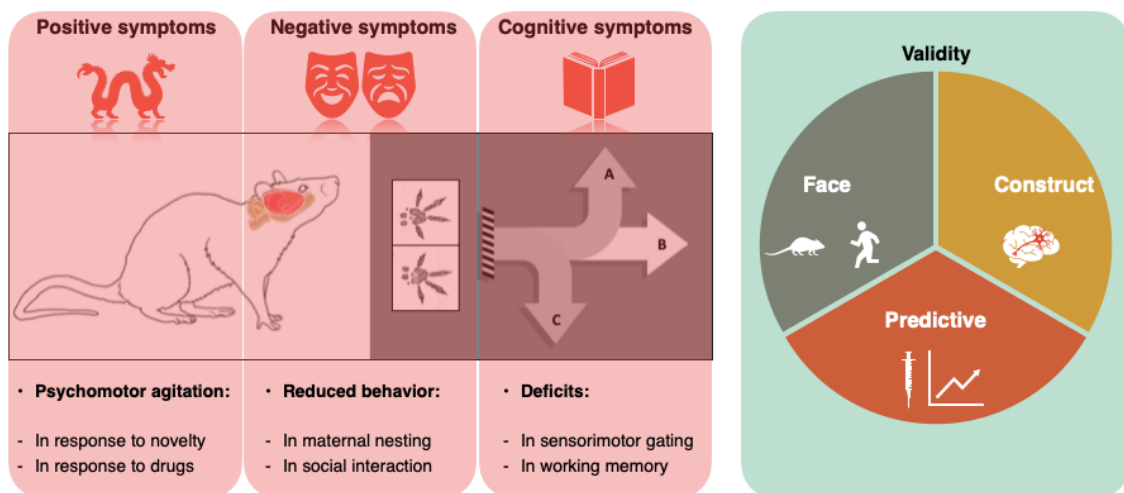 Positive symptoms
Negative symptoms
Cognitive symptoms
A
B
C
• Psychomotor agitation:
- In response to novelty
- In response to drugs
• Reduced behavior:
- In maternal nesting
- In social interaction
• Deficits:
- In sensorimotor gating
- In working memory
Validity
Face
Construct
Predictive